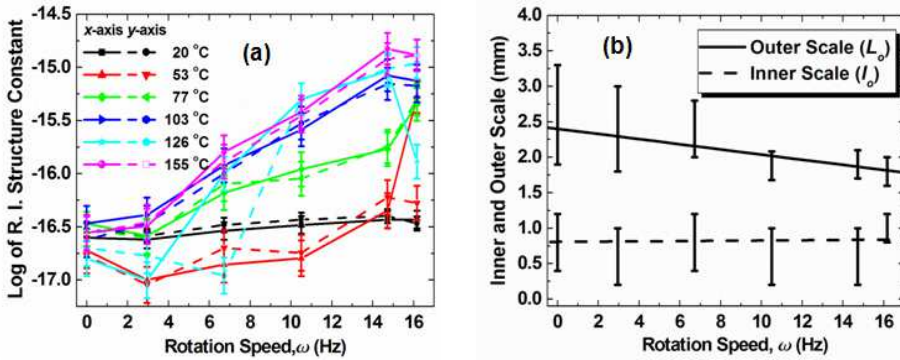 x-axis y-axis
20 °C
53 °C
77 °C
103 °C
126 °C
155 °C
(a)
Log of R. I. Structure Constant
-14.5
-15.0
-15.5
-16.0
-16.5
-17.0
0 2 4 6 8 10 12 14 16
Rotation Speed,ω (Hz)
(b)
Outer Scale (Lo)
Inner Scale (lo)
Inner and Outer Scale (mm)
4.0
3.5
3.0
2.5
2.0
1.5
1.0
0.5
0.0
0 2 4 6 8 10 12 14 16
Rotation Speed, ω (Hz)